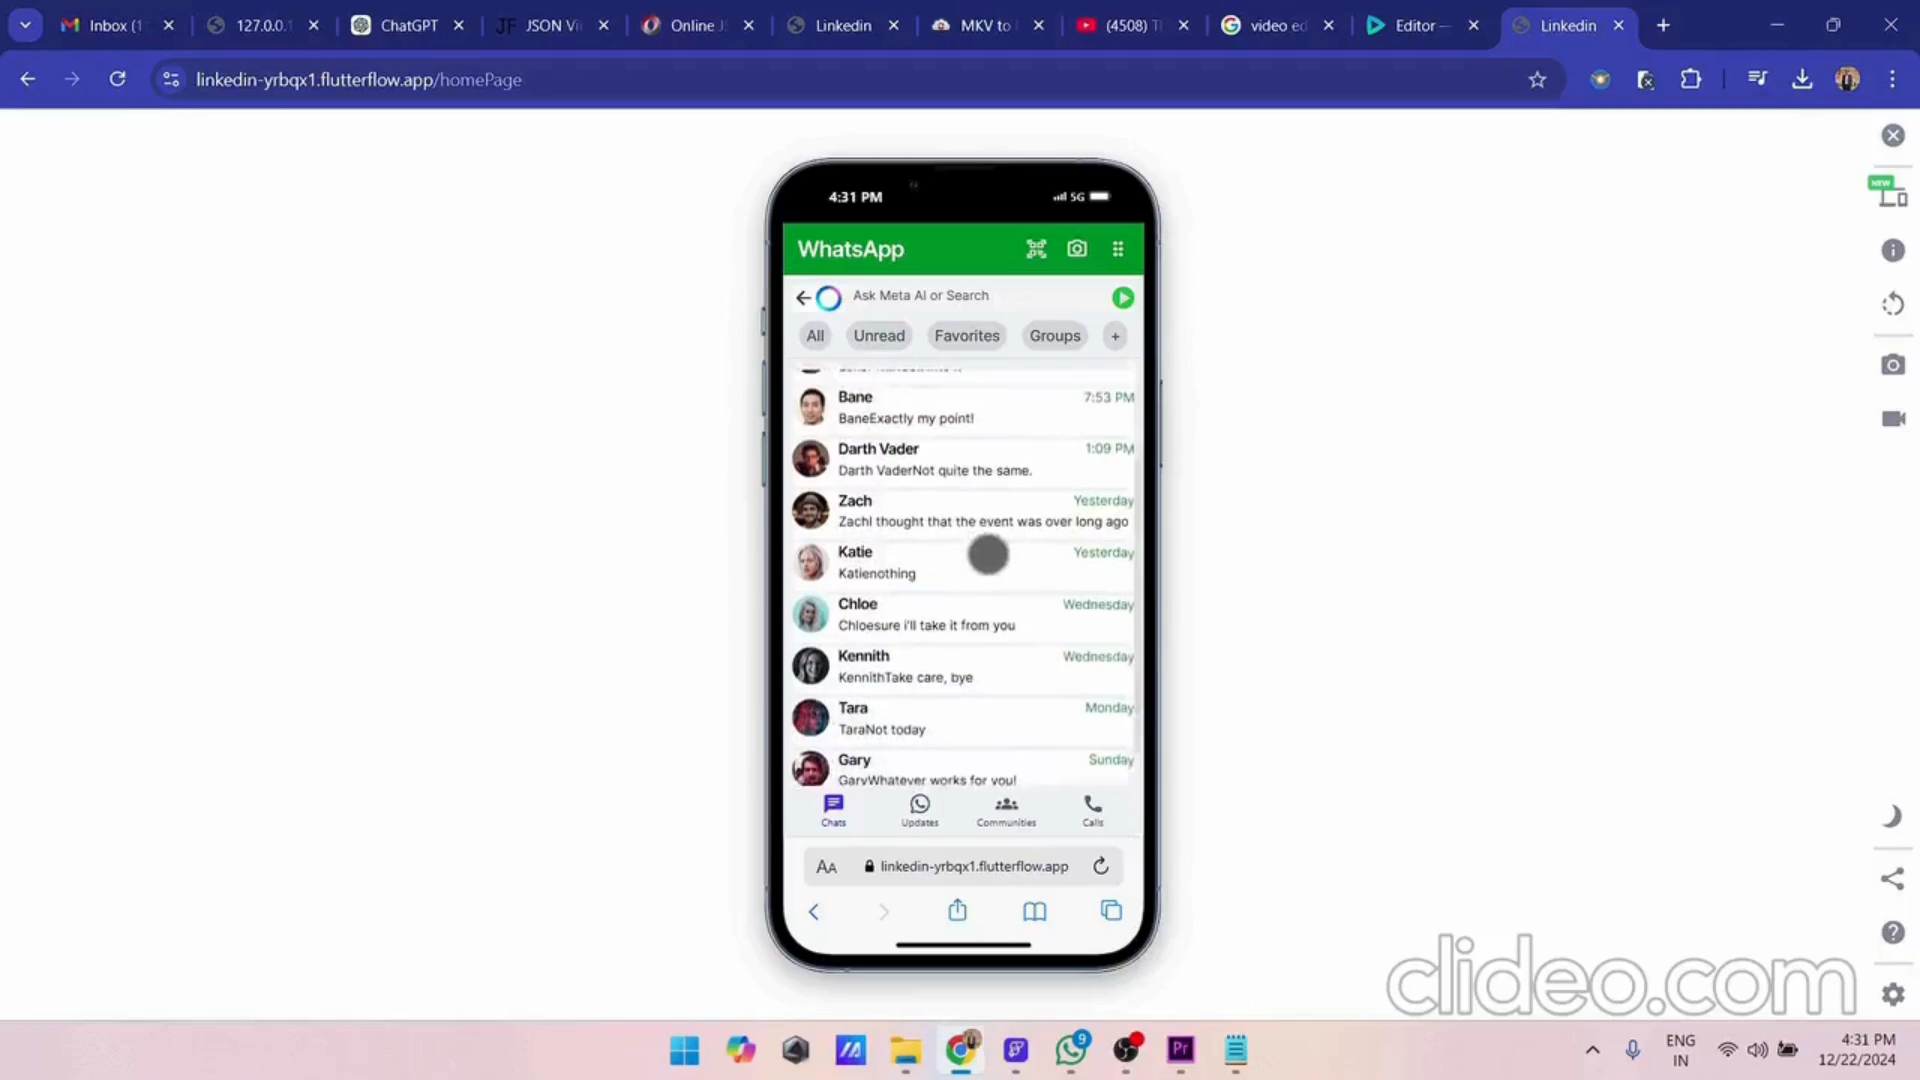 Inbox (1
127.0.0.
ChatGPT
JF JSON Vi
Online J
Linkedin
MKV to
(4508) T
video ed
Editor —
Linkedin
linkedin-yrbqx1.flutterflow.app/homePage
NEW
4:31 PM
5G
WhatsApp
Ask Meta AI or Search
All
Unread
Favorites
Groups
+
Bane
7:53 PM
BaneExactly my point!
Darth Vader
1:09 PM
Darth VaderNot quite the same.
Zach
Yesterday
ZachI thought that the event was over long ago
Katie
Yesterday
Katienothing
Chloe
Wednesday
Chloesure i'll take it from you
Kennith
Wednesday
KennithTake care, bye
Tara
Monday
TaraNot today
Gary
Sunday
GaryWhatever works for you!
Chats
Updates
Communities
Calls
AA
linkedin-yrbqx1.flutterflow.app
clideo.com
9
Pr
ENG
IN
4:31 PM
12/22/2024